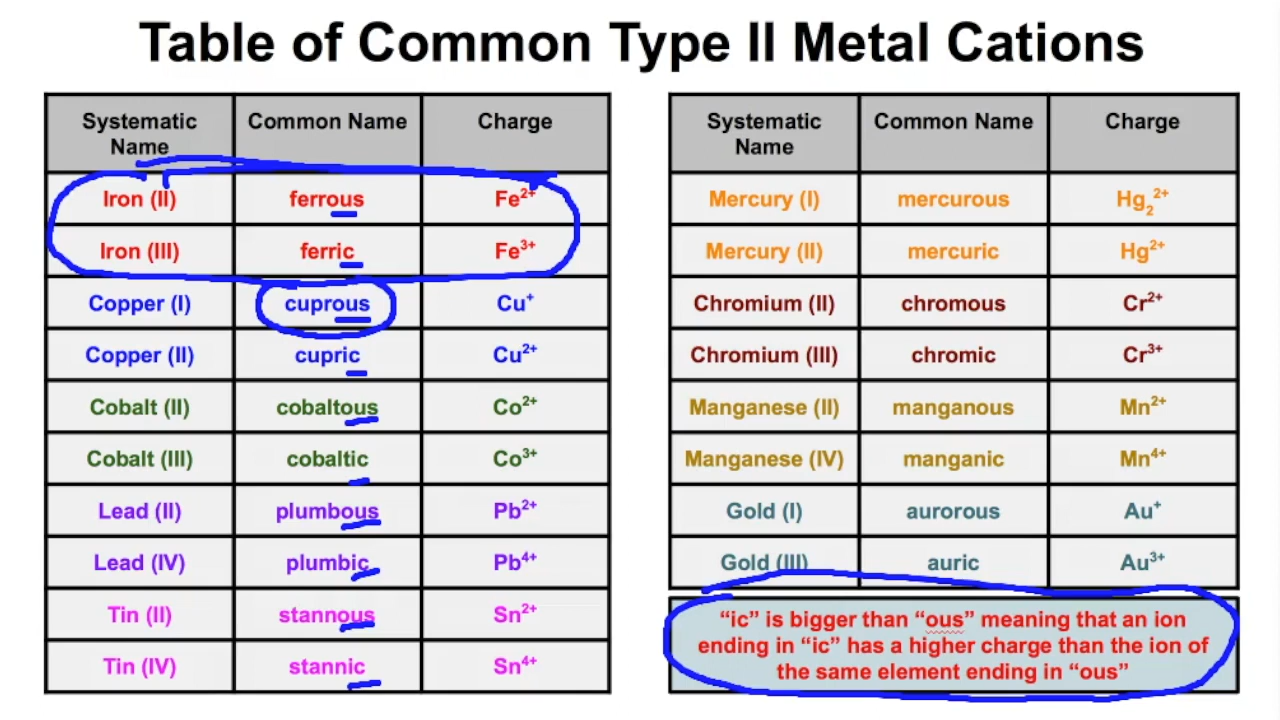 Table of Common Type II Metal Cations
Systematic Name Common Name Charge
Iron (II) ferrous Fe²⁺
Iron (III) ferric Fe³⁺
Copper (I) cuprous Cu⁺
Copper (II) cupric Cu²⁺
Cobalt (II) cobaltous Co²⁺
Cobalt (III) cobaltic Co³⁺
Lead (II) plumbous Pb²⁺
Lead (IV) plumbic Pb⁴⁺
Tin (II) stannous Sn²⁺
Tin (IV) stannic Sn⁴⁺
Systematic Name Common Name Charge
Mercury (I) mercurous Hg₂²⁺
Mercury (II) mercuric Hg²⁺
Chromium (II) chromous Cr²⁺
Chromium (III) chromic Cr³⁺
Manganese (II) manganous Mn²⁺
Manganese (IV) manganic Mn⁴⁺
Gold (I) aurorous Au⁺
Gold (III) auric Au³⁺
“ic” is bigger than “ous” meaning that an ion
ending in “ic” has a higher charge than the ion of
the same element ending in “ous”